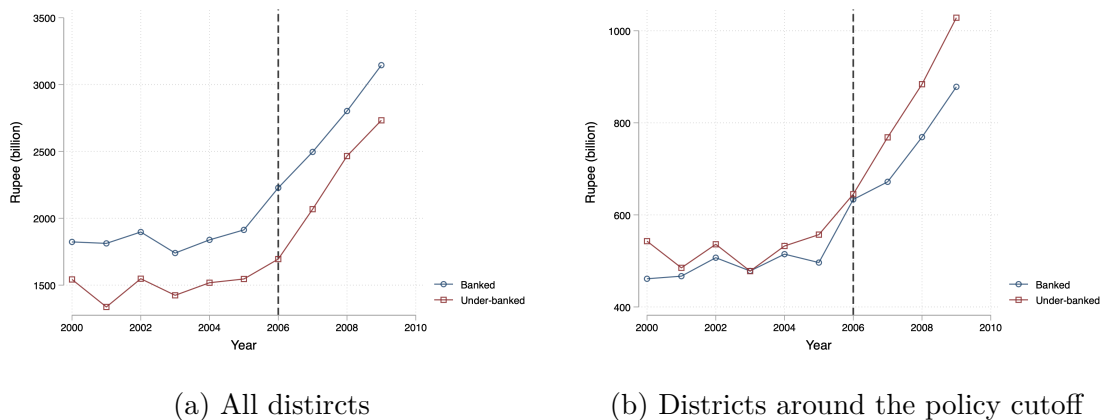 3500
3000
2500
2000
1500
Rupee (billion)
2000 2002 2004 2006 2008 2010
Year
Banked
Under-banked
(a) All distircts
1000
800
600
400
Rupee (billion)
2000 2002 2004 2006 2008 2010
Year
Banked
Under-banked
(b) Districts around the policy cutoff